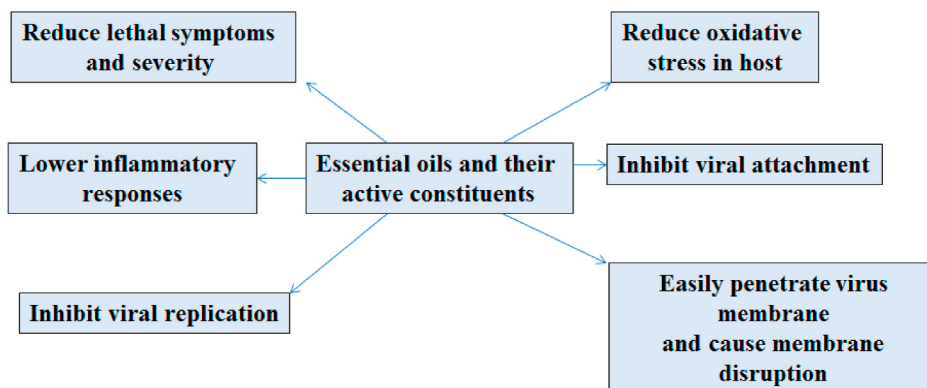 Reduce lethal symptoms
and severity
Reduce oxidative
stress in host
Lower inflammatory
responses
Essential oils and their
active constituents
Inhibit viral attachment
Inhibit viral replication
Easily penetrate virus
membrane
and cause membrane
disruption